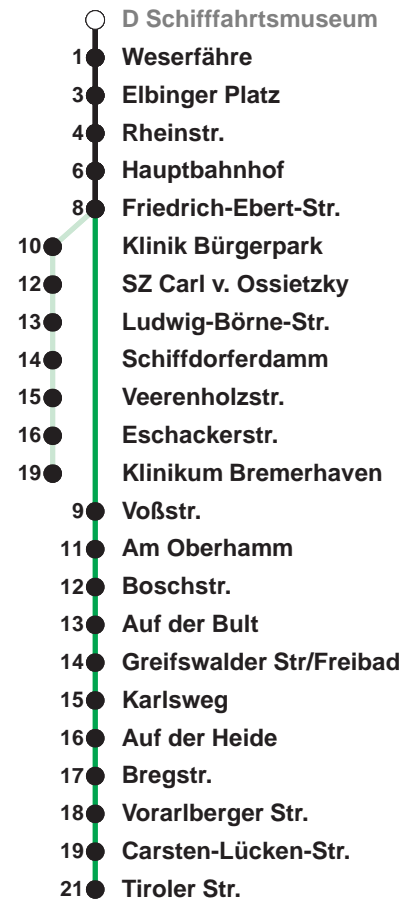 D Schifffahrtsmuseum
1 Weserfähre
3 Elbinger Platz
4 Rheinstr.
6 Hauptbahnhof
8 Friedrich-Ebert-Str.
10 Klinik Bürgerpark
12 SZ Carl v. Ossietzky
13 Ludwig-Börne-Str.
14 Schiffdorferdamm
15 Veerenholzstr.
16 Eschackerstr.
19 Klinikum Bremerhaven
9 Voßstr.
11 Am Oberhamm
12 Boschstr.
13 Auf der Bult
14 Greifswalder Str/Freibad
15 Karlsweg
16 Auf der Heide
17 Bregstr.
18 Vorarlberger Str.
19 Carsten-Lücken-Str.
21 Tiroler Str.